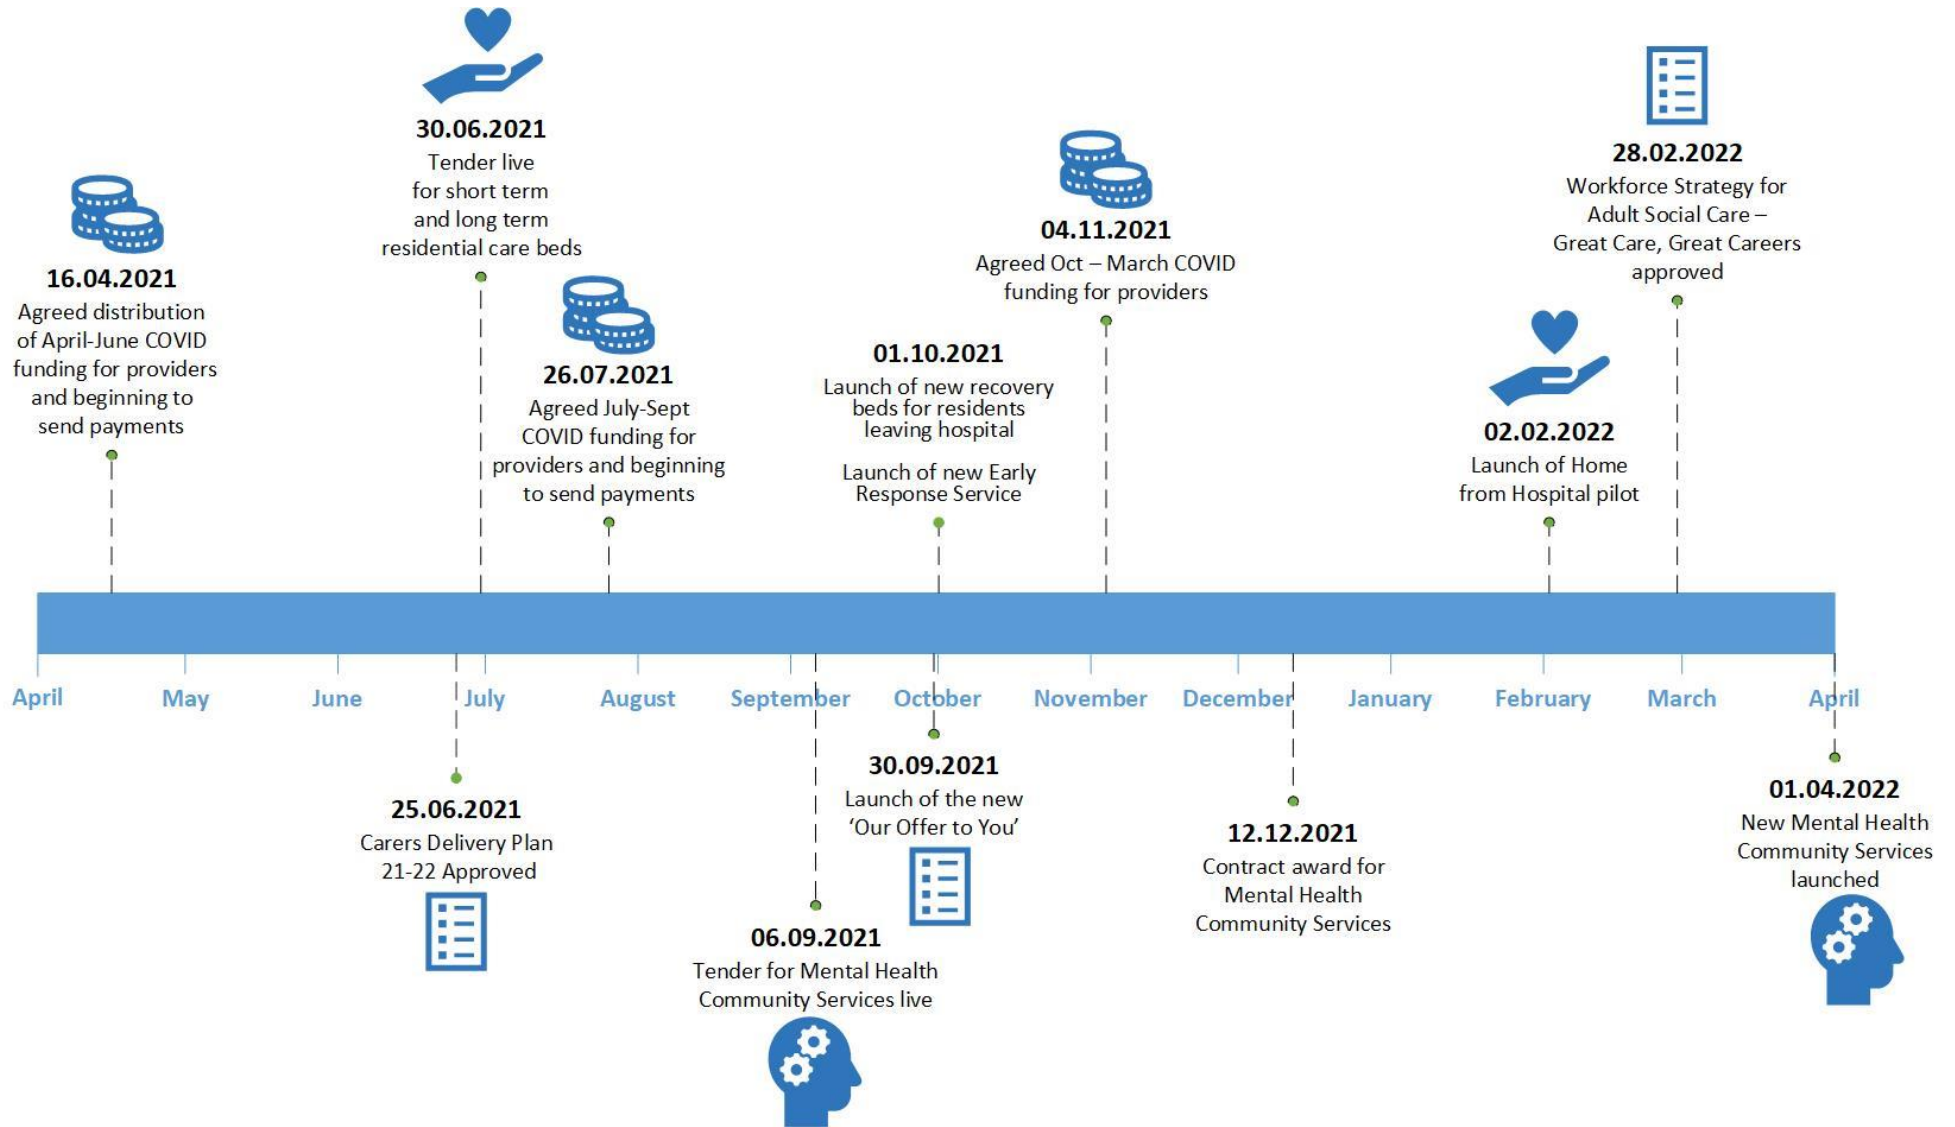 30.06.2021
Tender live
for short term
and long term
residential care beds
28.02.2022
Workforce Strategy for
Adult Social Care –
Great Care, Great Careers
approved
04.11.2021
Agreed Oct – March COVID
funding for providers
16.04.2021
Agreed distribution
of April-June COVID
funding for providers
and beginning to
send payments
26.07.2021
Agreed July-Sept
COVID funding for
providers and beginning
to send payments
01.10.2021
Launch of new recovery
beds for residents
leaving hospital
Launch of new Early
Response Service
02.02.2022
Launch of Home
from Hospital pilot
April May June July August September October November December January February March April
25.06.2021
Carers Delivery Plan
21-22 Approved
06.09.2021
Tender for Mental Health
Community Services live
30.09.2021
Launch of the new
‘Our Offer to You’
12.12.2021
Contract award for
Mental Health
Community Services
01.04.2022
New Mental Health
Community Services
launched